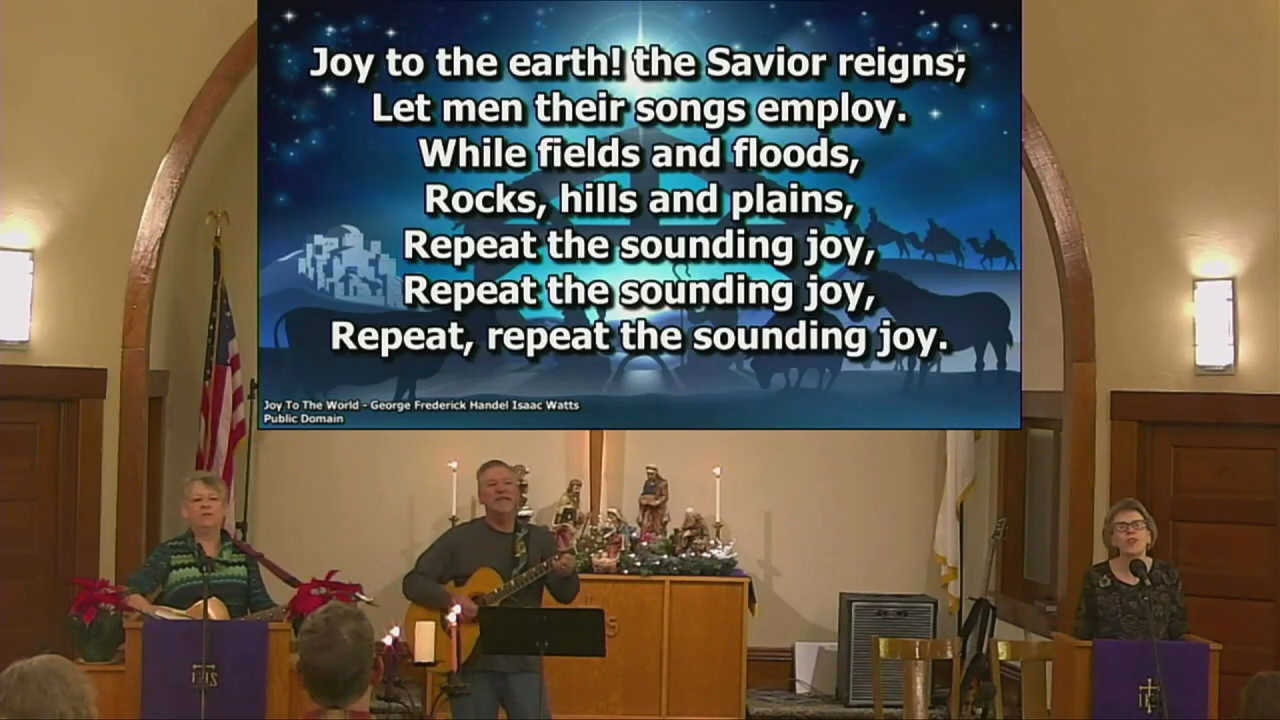 Joy to the earth! the Savior reigns;
Let men their songs employ.
While fields and floods,
Rocks, hills and plains,
Repeat the sounding joy,
Repeat the sounding joy,
Repeat, repeat the sounding joy.
Joy To The World - George Frederick Handel Isaac Watts
Public Domain
IHS